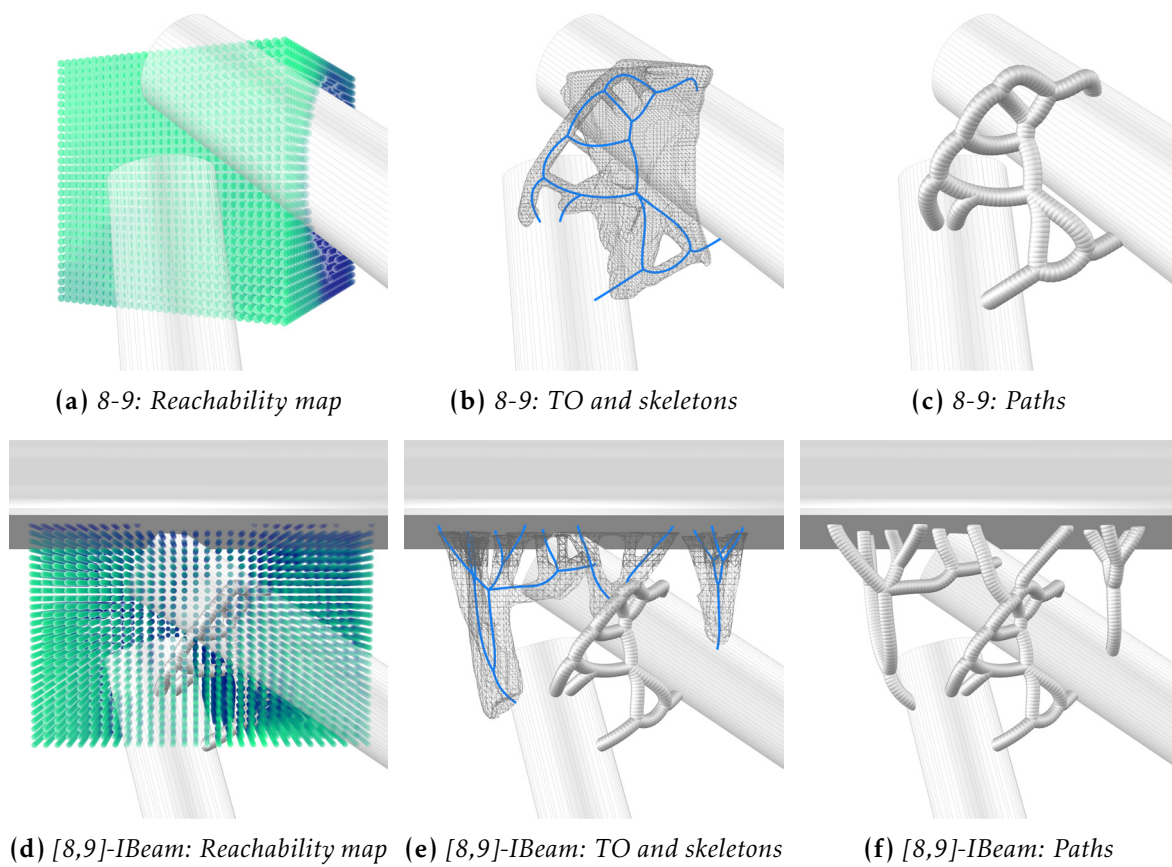 (a) 8-9: Reachability map
(b) 8-9: TO and skeletons
(c) 8-9: Paths
(d) [8,9]-IBeam: Reachability map
(e) [8,9]-IBeam: TO and skeletons
(f) [8,9]-IBeam: Paths